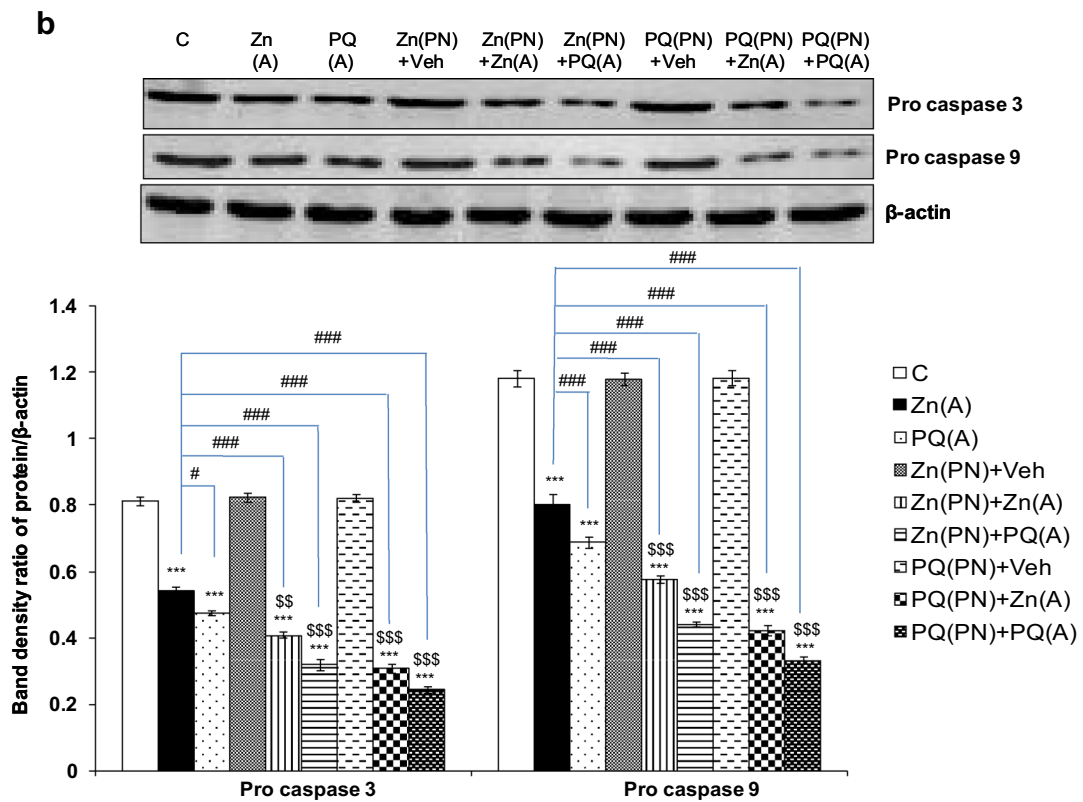 b
C Zn PQ Zn(PN) Zn(PN) Zn(PN) PQ(PN) PQ(PN) PQ(PN)
(A) (A) +Veh +Zn(A) +PQ(A) +Veh +Zn(A) +PQ(A)
Pro caspase 3
Pro caspase 9
β-actin
Band density ratio of protein/β-actin
1.4
1.2
1
0.8
0.6
0.4
0.2
0
###
###
###
###
#
*** ***
$$
***
$$$
***
$$$
***
$$$
***
###
###
###
###
###
***
***
$$$
***
$$$
***
$$$
***
$$$
***
Pro caspase 3 Pro caspase 9
C
Zn(A)
PQ(A)
Zn(PN)+Veh
Zn(PN)+Zn(A)
Zn(PN)+PQ(A)
PQ(PN)+Veh
PQ(PN)+Zn(A)
PQ(PN)+PQ(A)